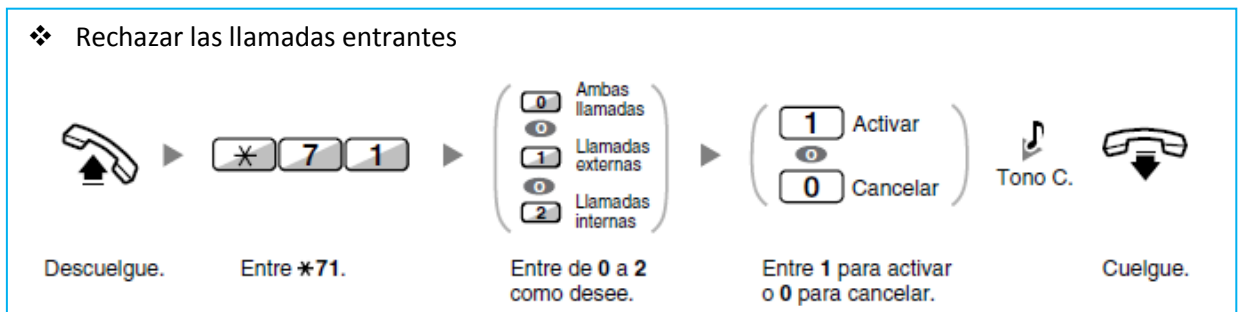 ❖ Rechazar las llamadas entrantes
0 Ambas llamadas
o
1 Llamadas externas
o
2 Llamadas internas
* 7 1
1 Activar
o
0 Cancelar
Tono C.
Descuelgue.
Entre *71.
Entre de 0 a 2
como desee.
Entre 1 para activar
o 0 para cancelar.
Cuelgue.